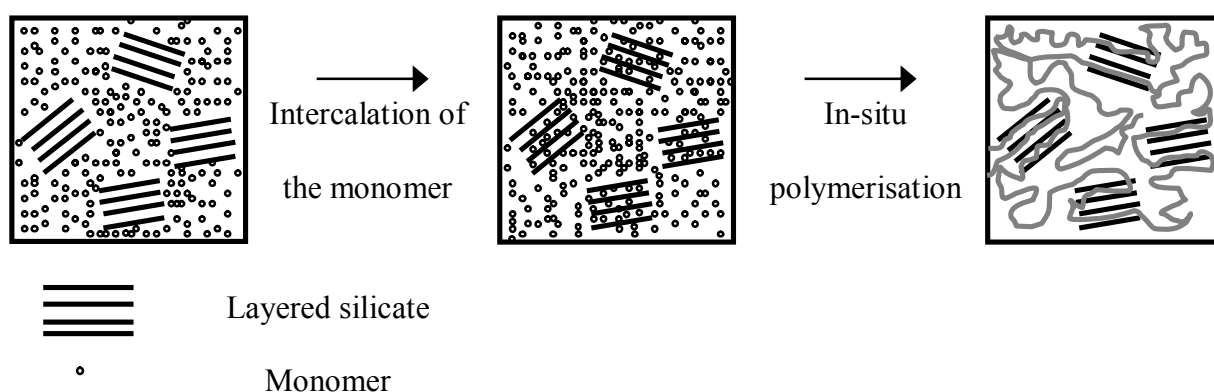 Intercalation of
the monomer
In-situ
polymerisation
Layered silicate
Monomer